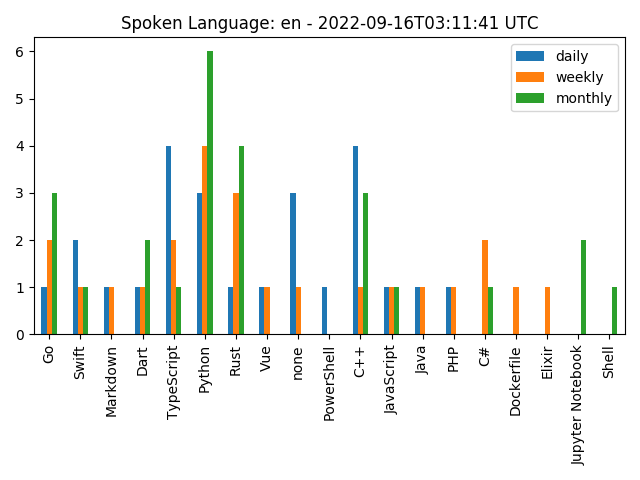 Spoken Language: en - 2022-09-16T03:11:41 UTC
daily
weekly
monthly
6
5
4
3
2
1
0
Go
Swift
Markdown
Dart
TypeScript
Python
Rust
Vue
none
PowerShell
C++
JavaScript
Java
PHP
C#
Dockerfile
Elixir
Jupyter Notebook
Shell